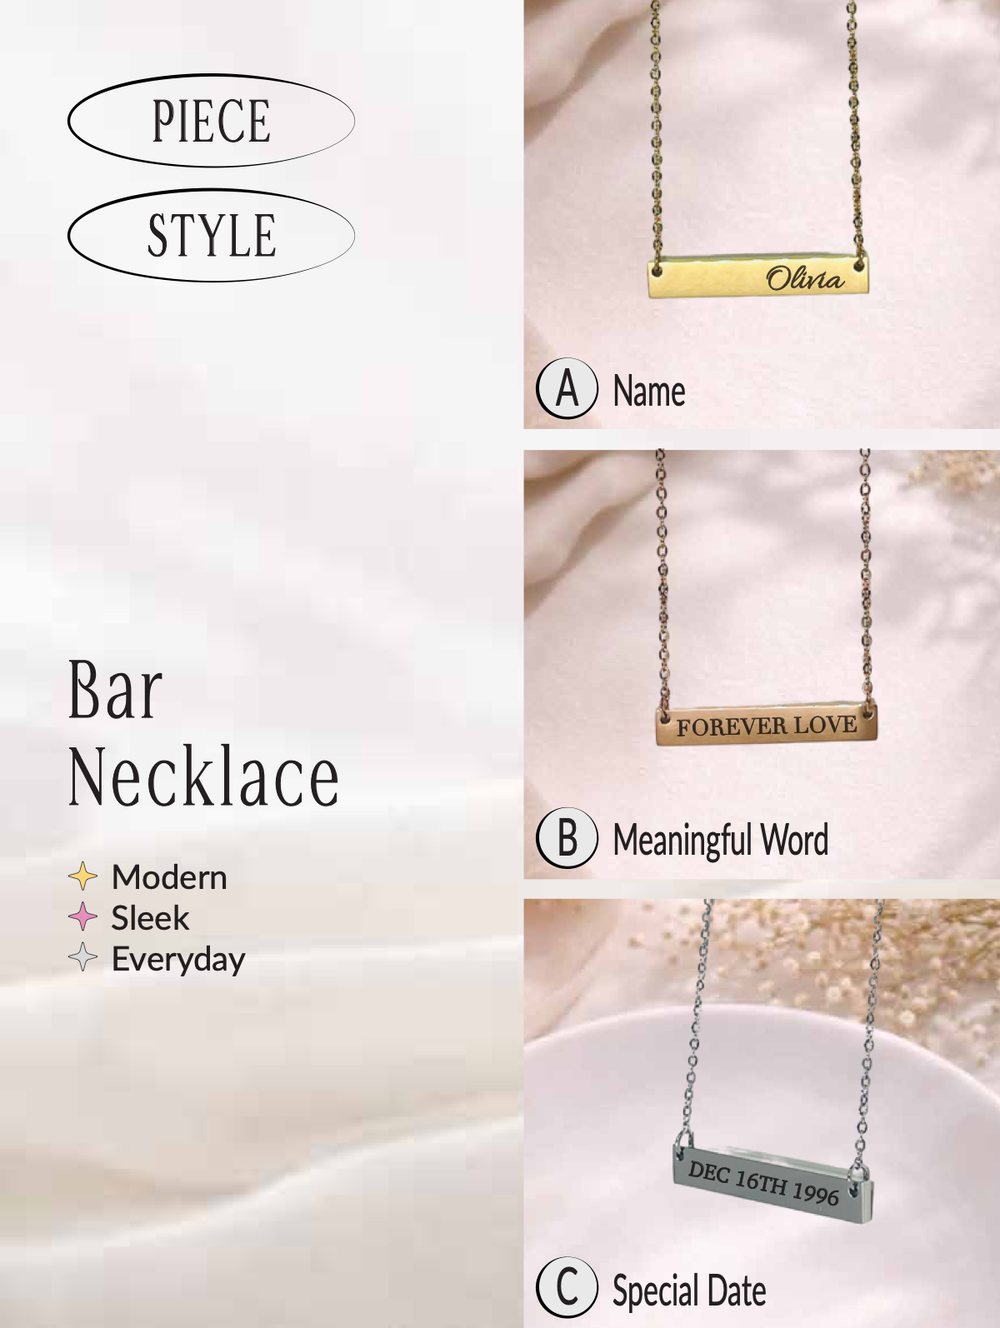 PIECE
STYLE
Bar
Necklace
Modern
Sleek
Everyday
Olivia
A Name
FOREVER LOVE
B Meaningful Word
DEC 16TH 1996
C Special Date